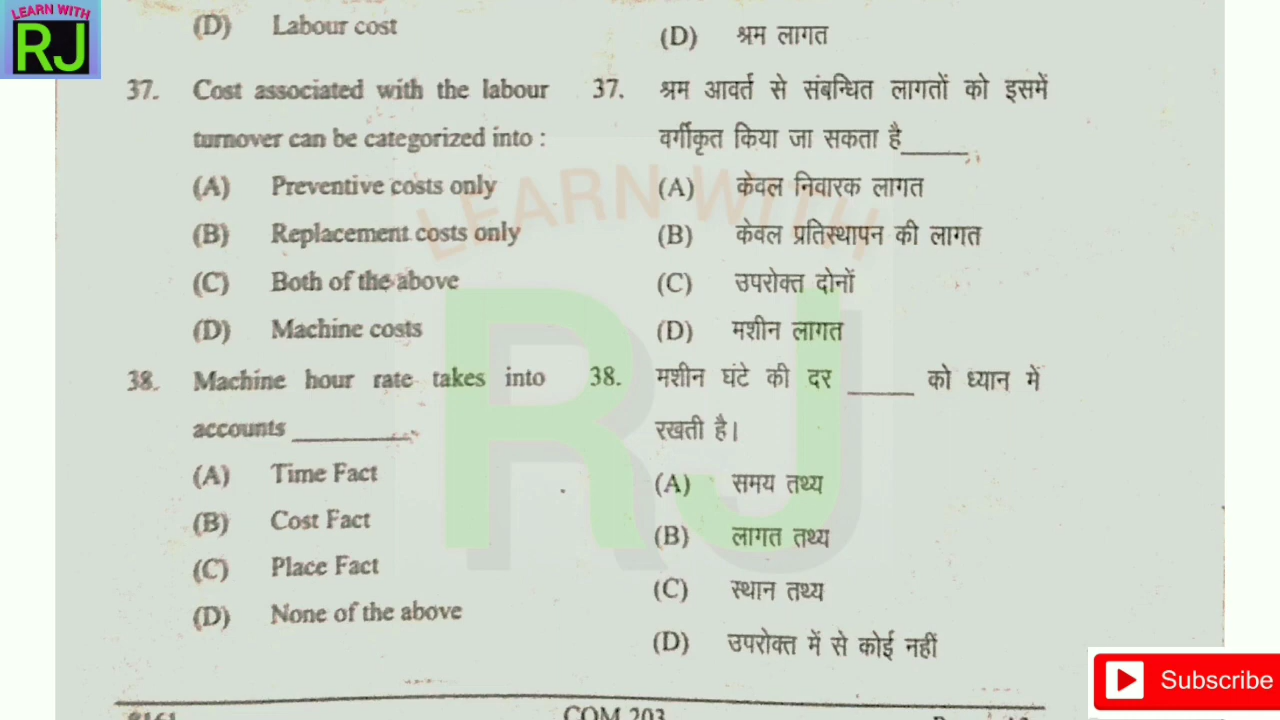 LEARN WITH
RJ
(D) Labour cost
37. Cost associated with the labour
turnover can be categorized into :
(A) Preventive costs only
(B) Replacement costs only
(C) Both of the above
(D) Machine costs
38. Machine hour rate takes into
accounts ________
(A) Time Fact
(B) Cost Fact
(C) Place Fact
(D) None of the above
(D) श्रम लागत
37. श्रम आवर्त से संबन्धित लागतों को इसमें
वर्गीकृत किया जा सकता है_____
(A) केवल निवारक लागत
(B) केवल प्रतिस्थापन की लागत
(C) उपरोक्त दोनों
(D) मशीन लागत
38. मशीन घंटे की दर _____ को ध्यान में
रखती है।
(A) समय तथ्य
(B) लागत तथ्य
(C) स्थान तथ्य
(D) उपरोक्त में से कोई नहीं
LEARN WITH
RJ
COM 203
Subscribe